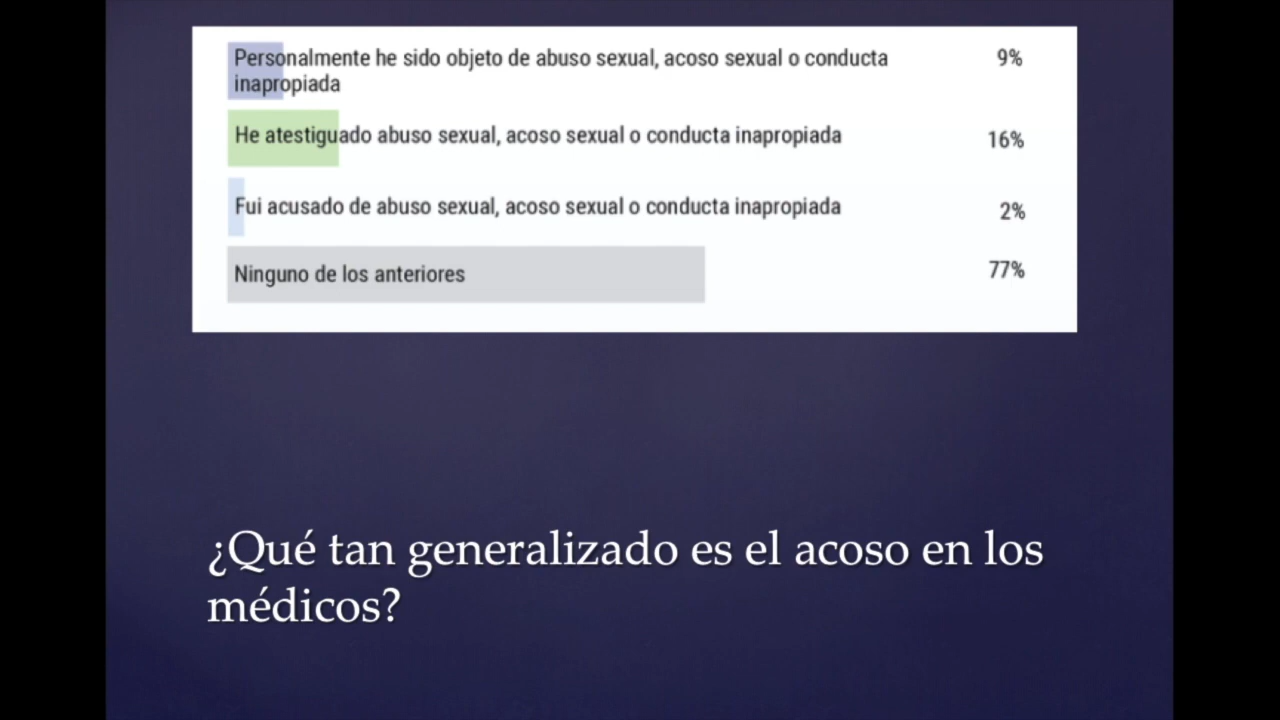 Personalmente he sido objeto de abuso sexual, acoso sexual o conducta 9%
inapropiada
He atestiguado abuso sexual, acoso sexual o conducta inapropiada 16%
Fui acusado de abuso sexual, acoso sexual o conducta inapropiada 2%
Ninguno de los anteriores 77%
¿Qué tan generalizado es el acoso en los
médicos?